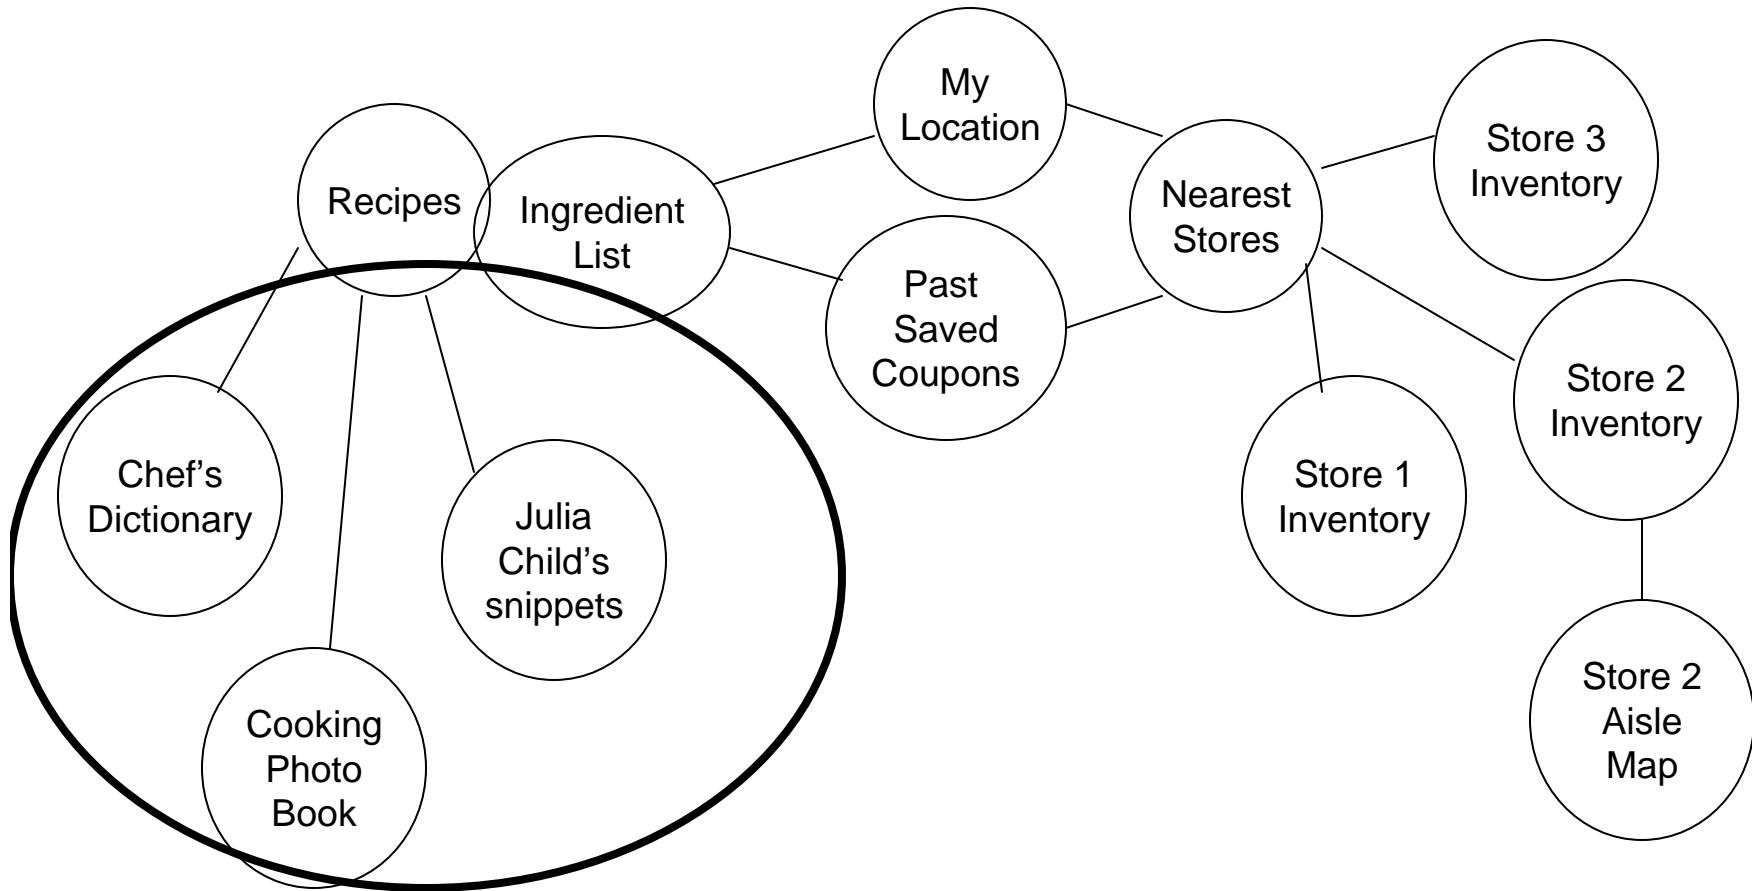 My
Location
Store 3
Inventory
Recipes
Ingredient
List
Nearest
Stores
Past
Saved
Coupons
Store 2
Inventory
Chef’s
Dictionary
Julia
Child’s
snippets
Store 1
Inventory
Cooking
Photo
Book
Store 2
Aisle
Map